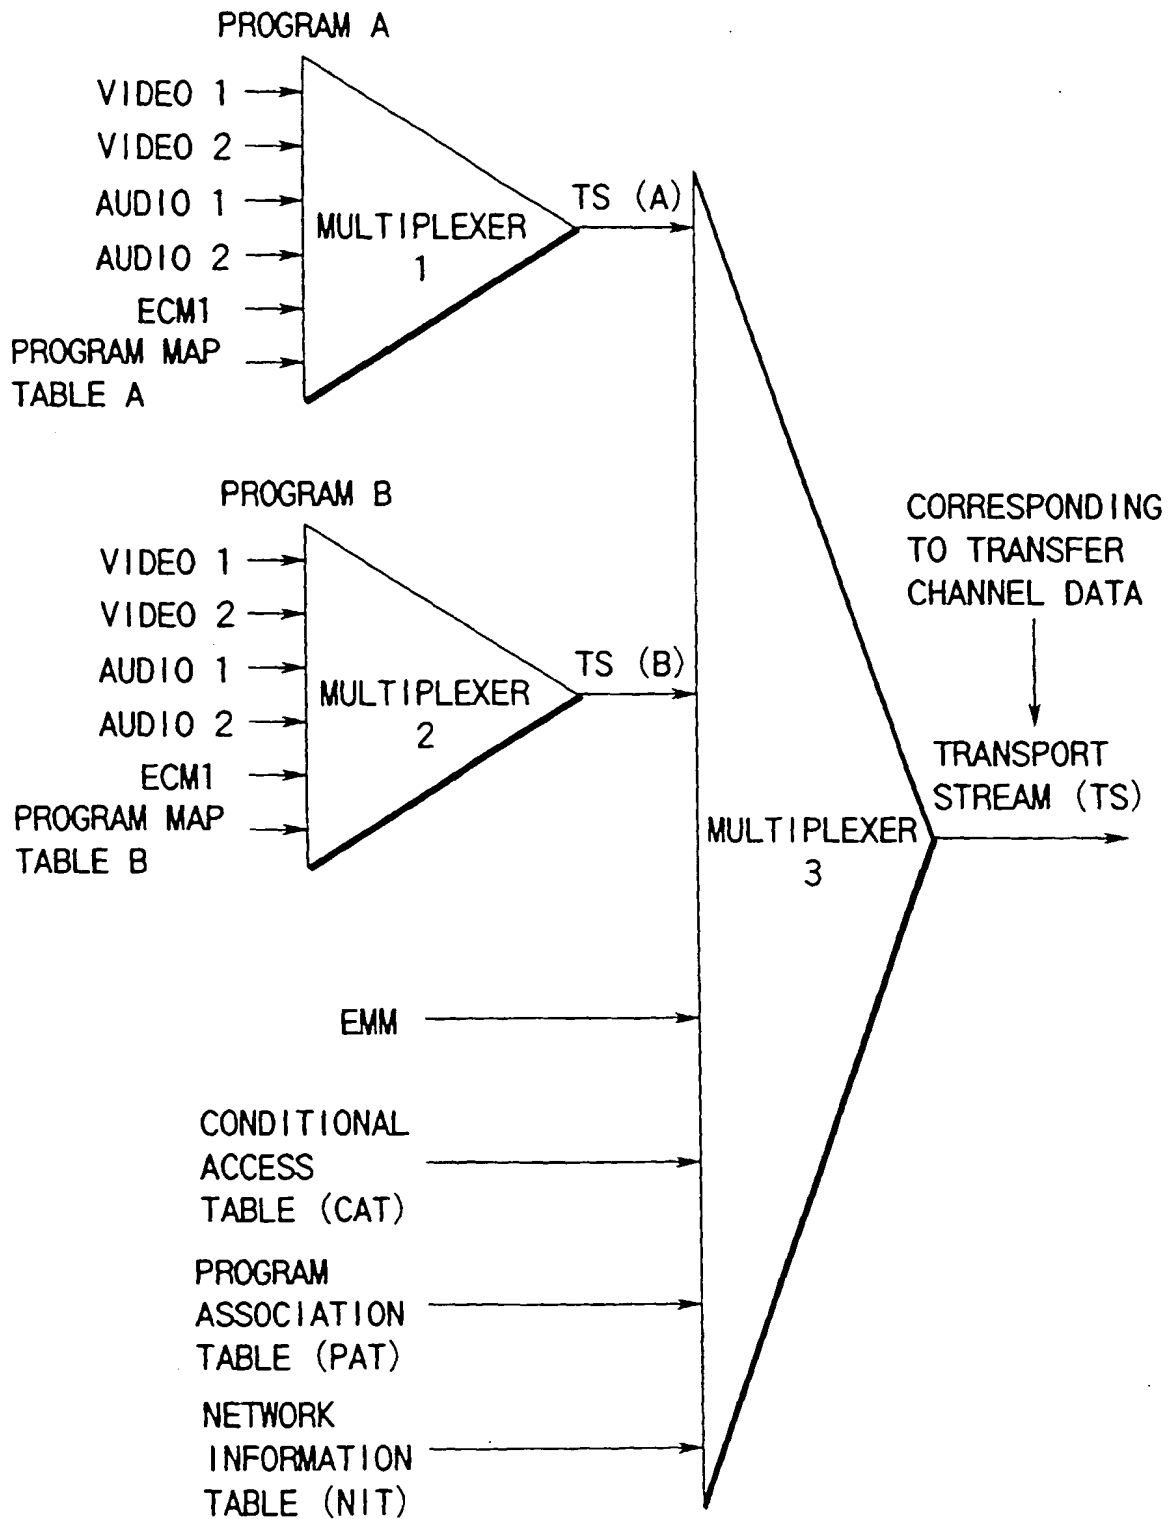 PROGRAM A
VIDEO 1
VIDEO 2
AUDIO 1
AUDIO 2
ECM1
PROGRAM MAP
TABLE A
MULTIPLEXER
1
TS (A)
PROGRAM B
VIDEO 1
VIDEO 2
AUDIO 1
AUDIO 2
ECM1
PROGRAM MAP
TABLE B
MULTIPLEXER
2
TS (B)
EMM
CONDITIONAL
ACCESS
TABLE (CAT)
PROGRAM
ASSOCIATION
TABLE (PAT)
NETWORK
INFORMATION
TABLE (NIT)
MULTIPLEXER
3
CORRESPONDING
TO TRANSFER
CHANNEL DATA
TRANSPORT
STREAM (TS)